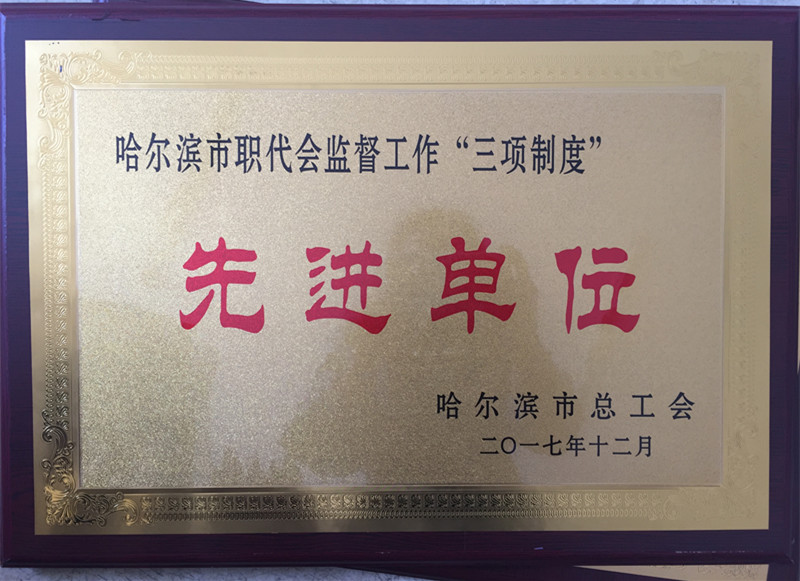 哈尔滨市职代会监督工作“三项制度”
先进单位
哈尔滨市总工会
二〇一七年十二月